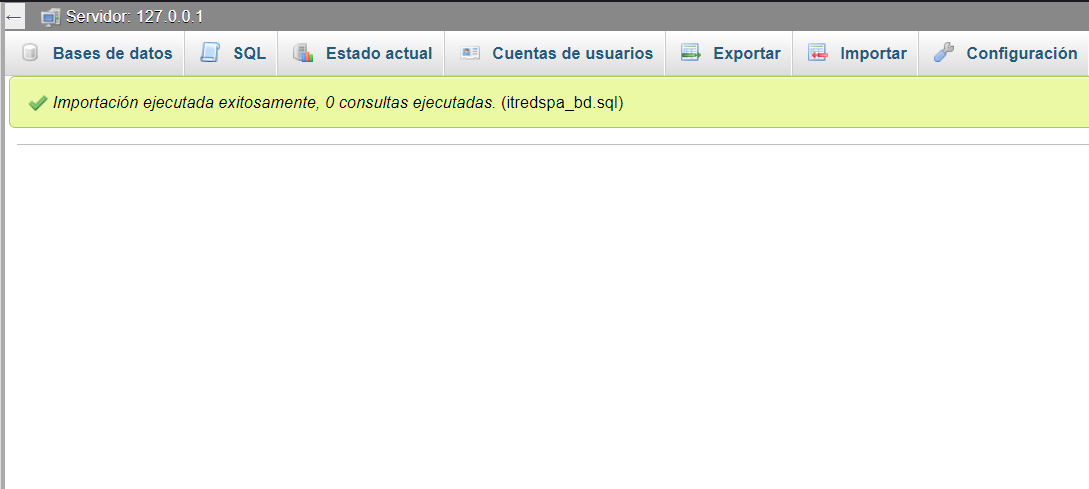 Servidor: 127.0.0.1
Bases de datos SQL Estado actual Cuentas de usuarios Exportar Importar Configuración
Importación ejecutada exitosamente, 0 consultas ejecutadas. (itredspa_bd.sql)